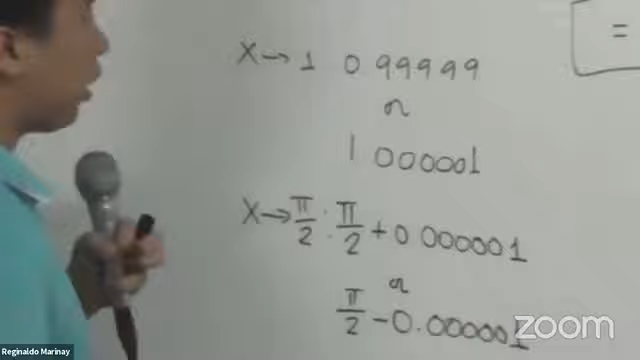 x→1 0 99999
or
1 000001
=
x→π/2: π/2 + 0 000001
or
π/2 - 0.000001
zoom
Reginaldo Marinay